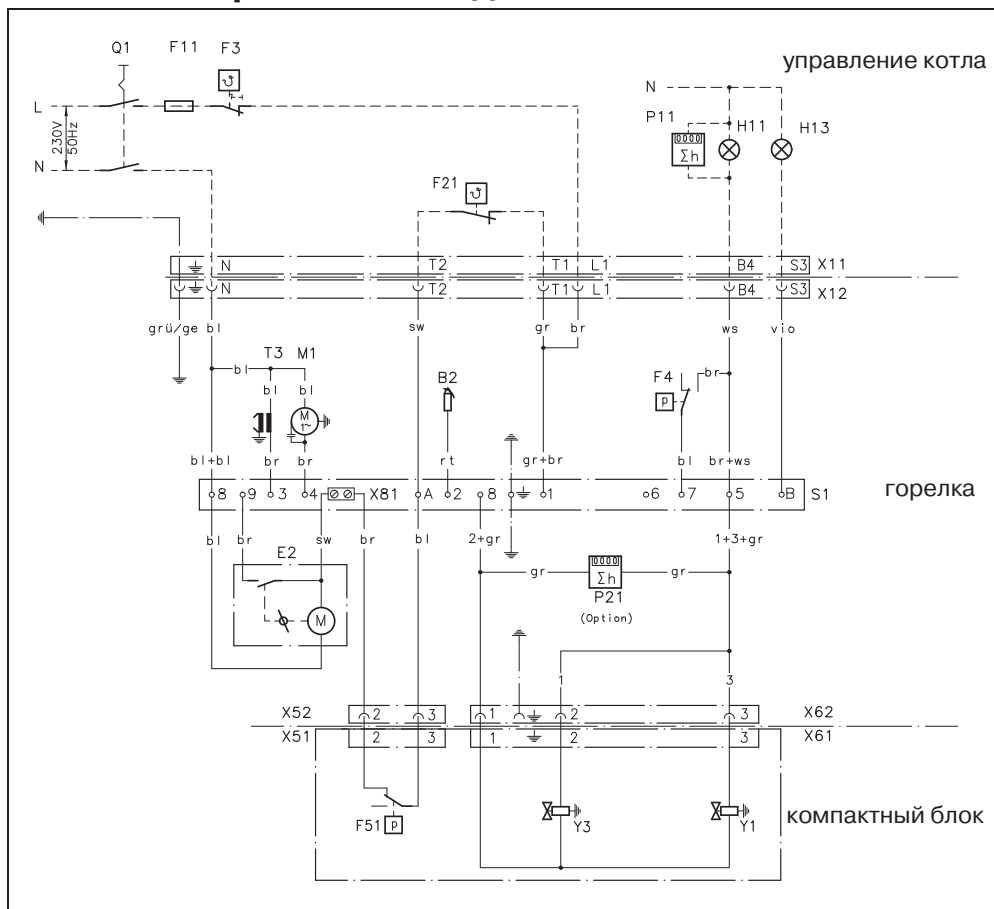 Q1 F11 F3
управление котла
L
230V
50Hz
N
N
P11 H11 H13
0000
Σh
F21
ϑ
ϑ
N T2 T1 L1 B4 S3 X11
N T2 T1 L1 B4 S3 X12
grü/ge bl sw gr br ws vio
T3 M1
bl
bl bl
B2
F4
br
p
M
1~
bl+bl br br rt gr+br bl br+ws
8 9 3 4 X81 A 2 8 1 6 7 5 B S1
горелка
bl br sw br bl 2+gr 1+3+gr
E2
M
gr gr
0000
Σh
P21
(Option)
1 3
X52 2 3 1 2 3 X62
X51 2 3 1 2 3 X61
F51 p
Y3 Y1
компактный блок